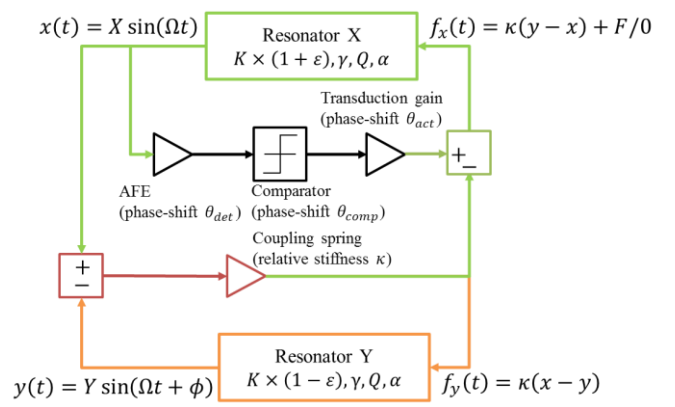 x(t) = X sin(Ωt)
Resonator X
K × (1 + ε), γ, Q, α
fₓ(t) = κ(y − x) + F/0
Transduction gain
(phase-shift θ_act)
+
−
AFE
(phase-shift θ_det)
Comparator
(phase-shift θ_comp)
Coupling spring
(relative stiffness κ)
+
−
Resonator Y
K × (1 − ε), γ, Q, α
y(t) = Y sin(Ωt + ϕ)
f_y(t) = κ(x − y)